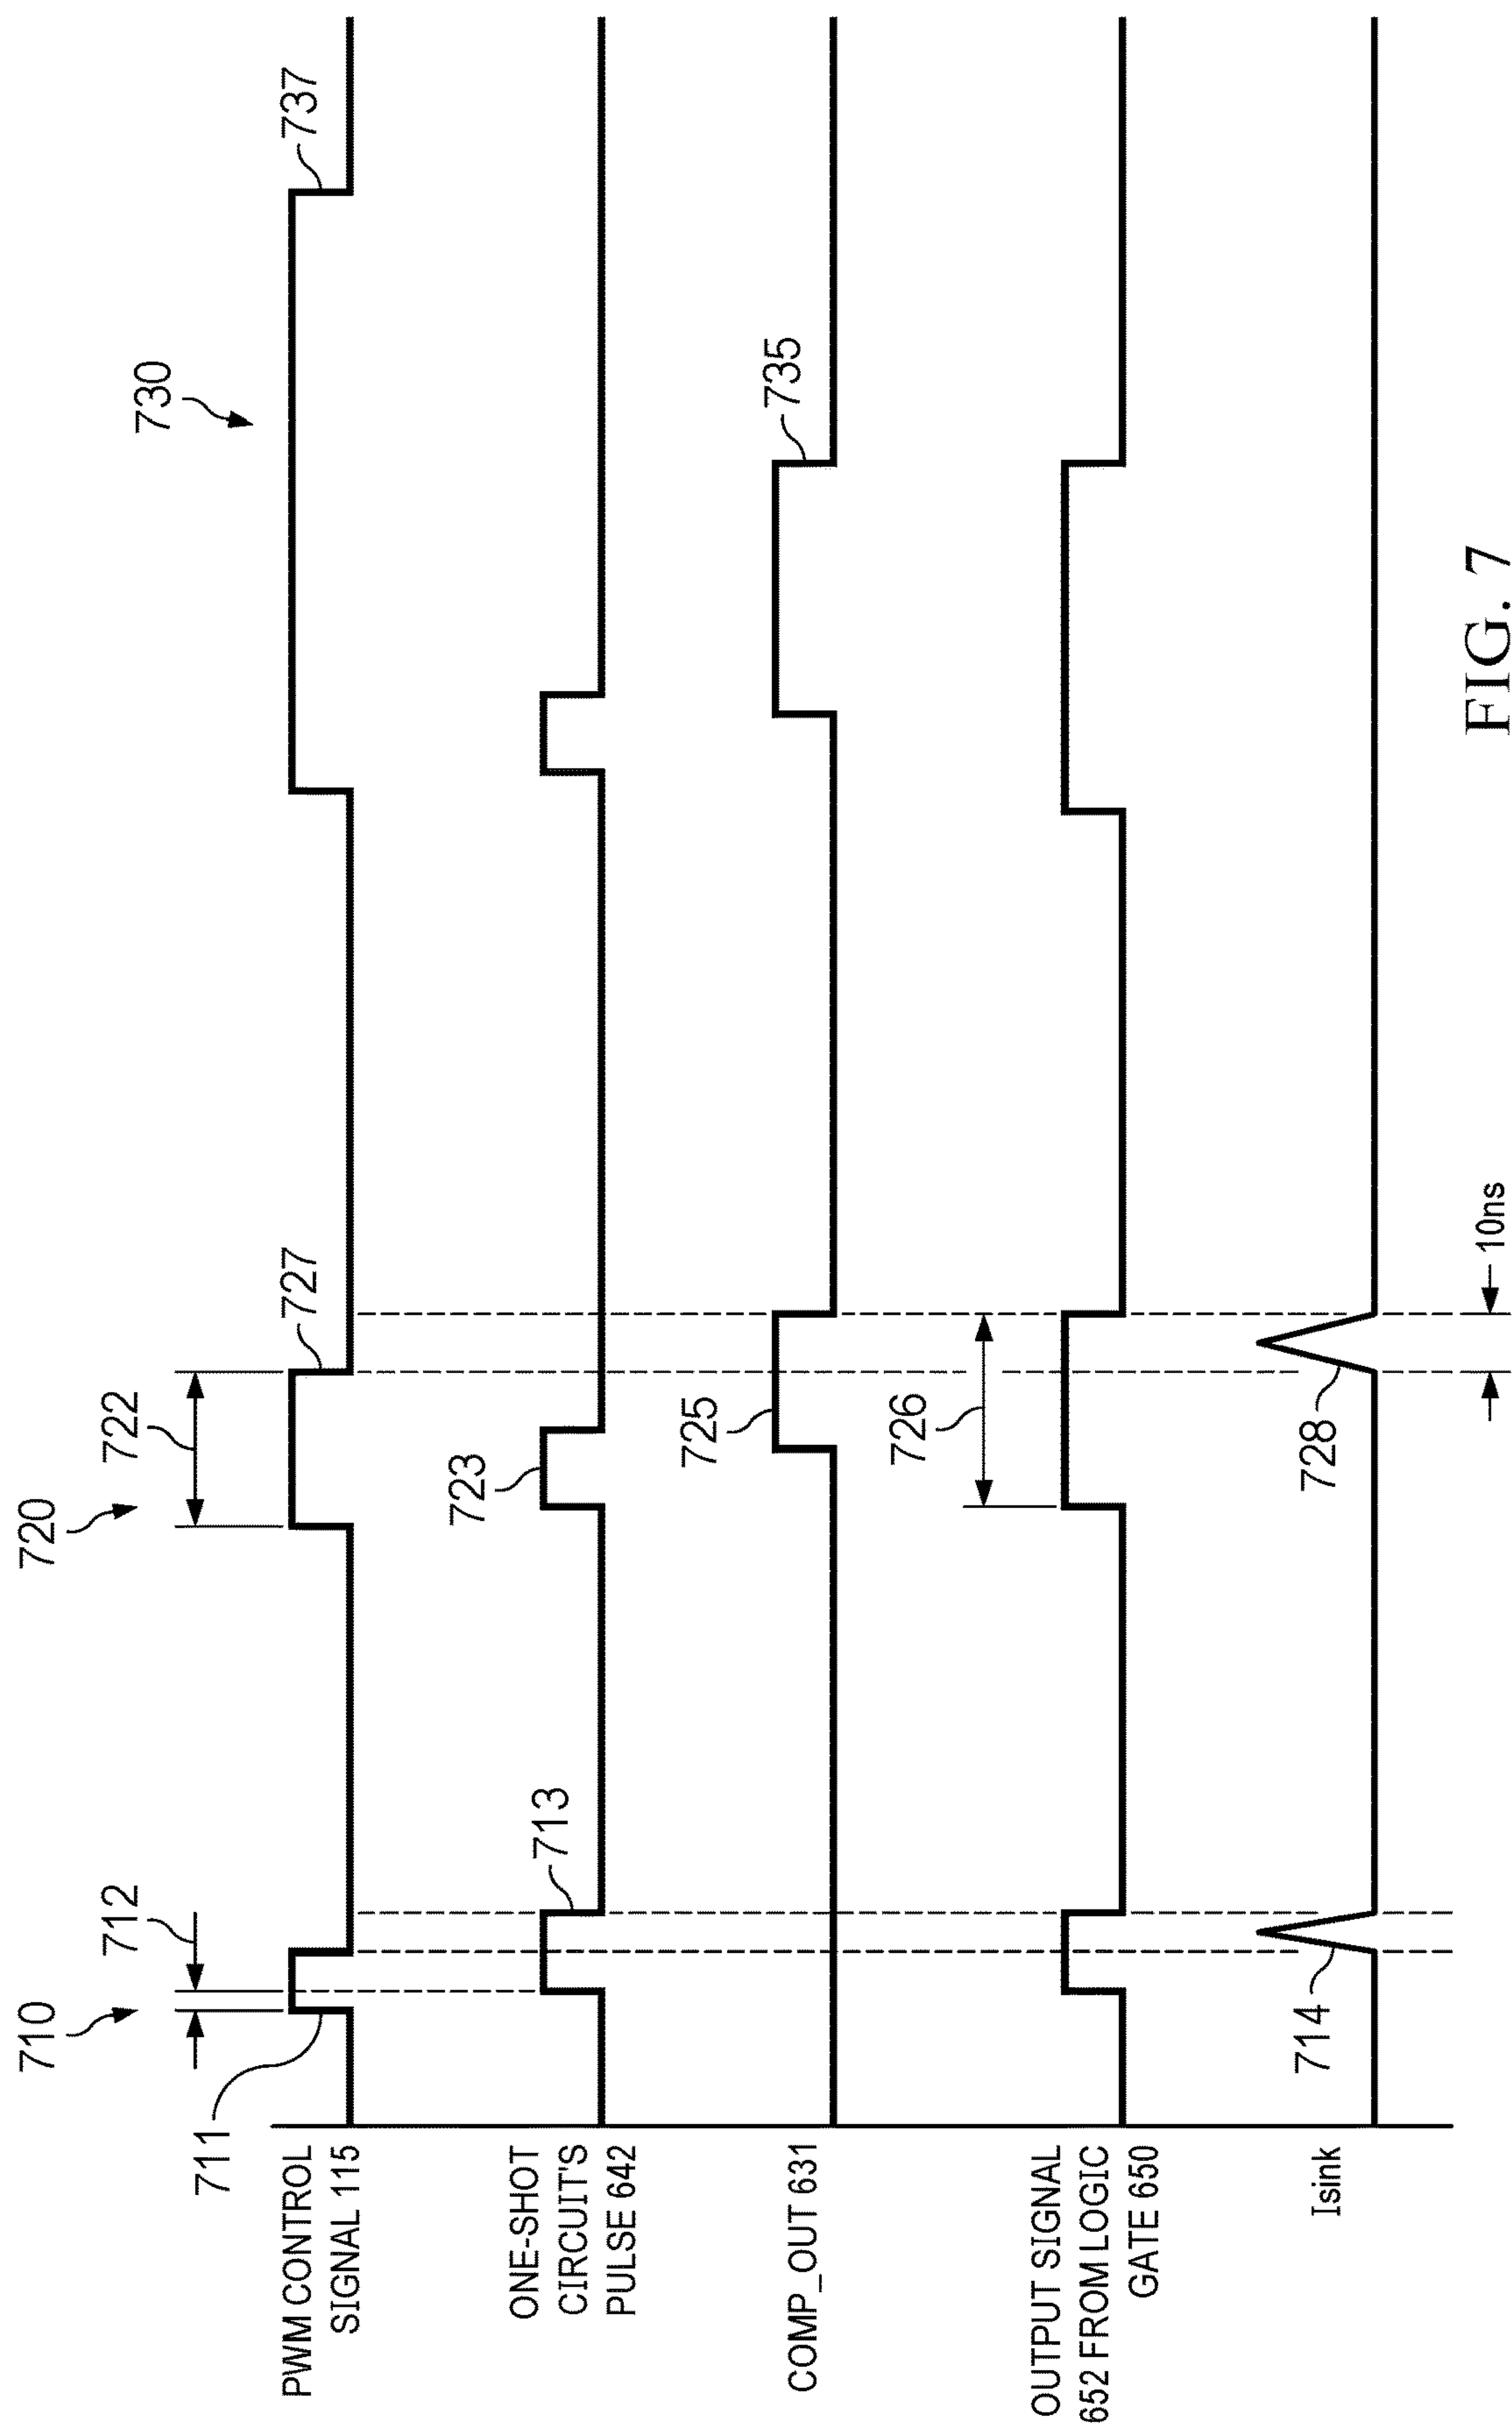 710
720
730
711
712
722
727
737
PWM CONTROL
SIGNAL 115
713
723
ONE-SHOT
CIRCUIT'S
PULSE 642
725
735
COMP_OUT 631
726
OUTPUT SIGNAL
652 FROM LOGIC
GATE 650
714
728
Isink
10ns
FIG. 7